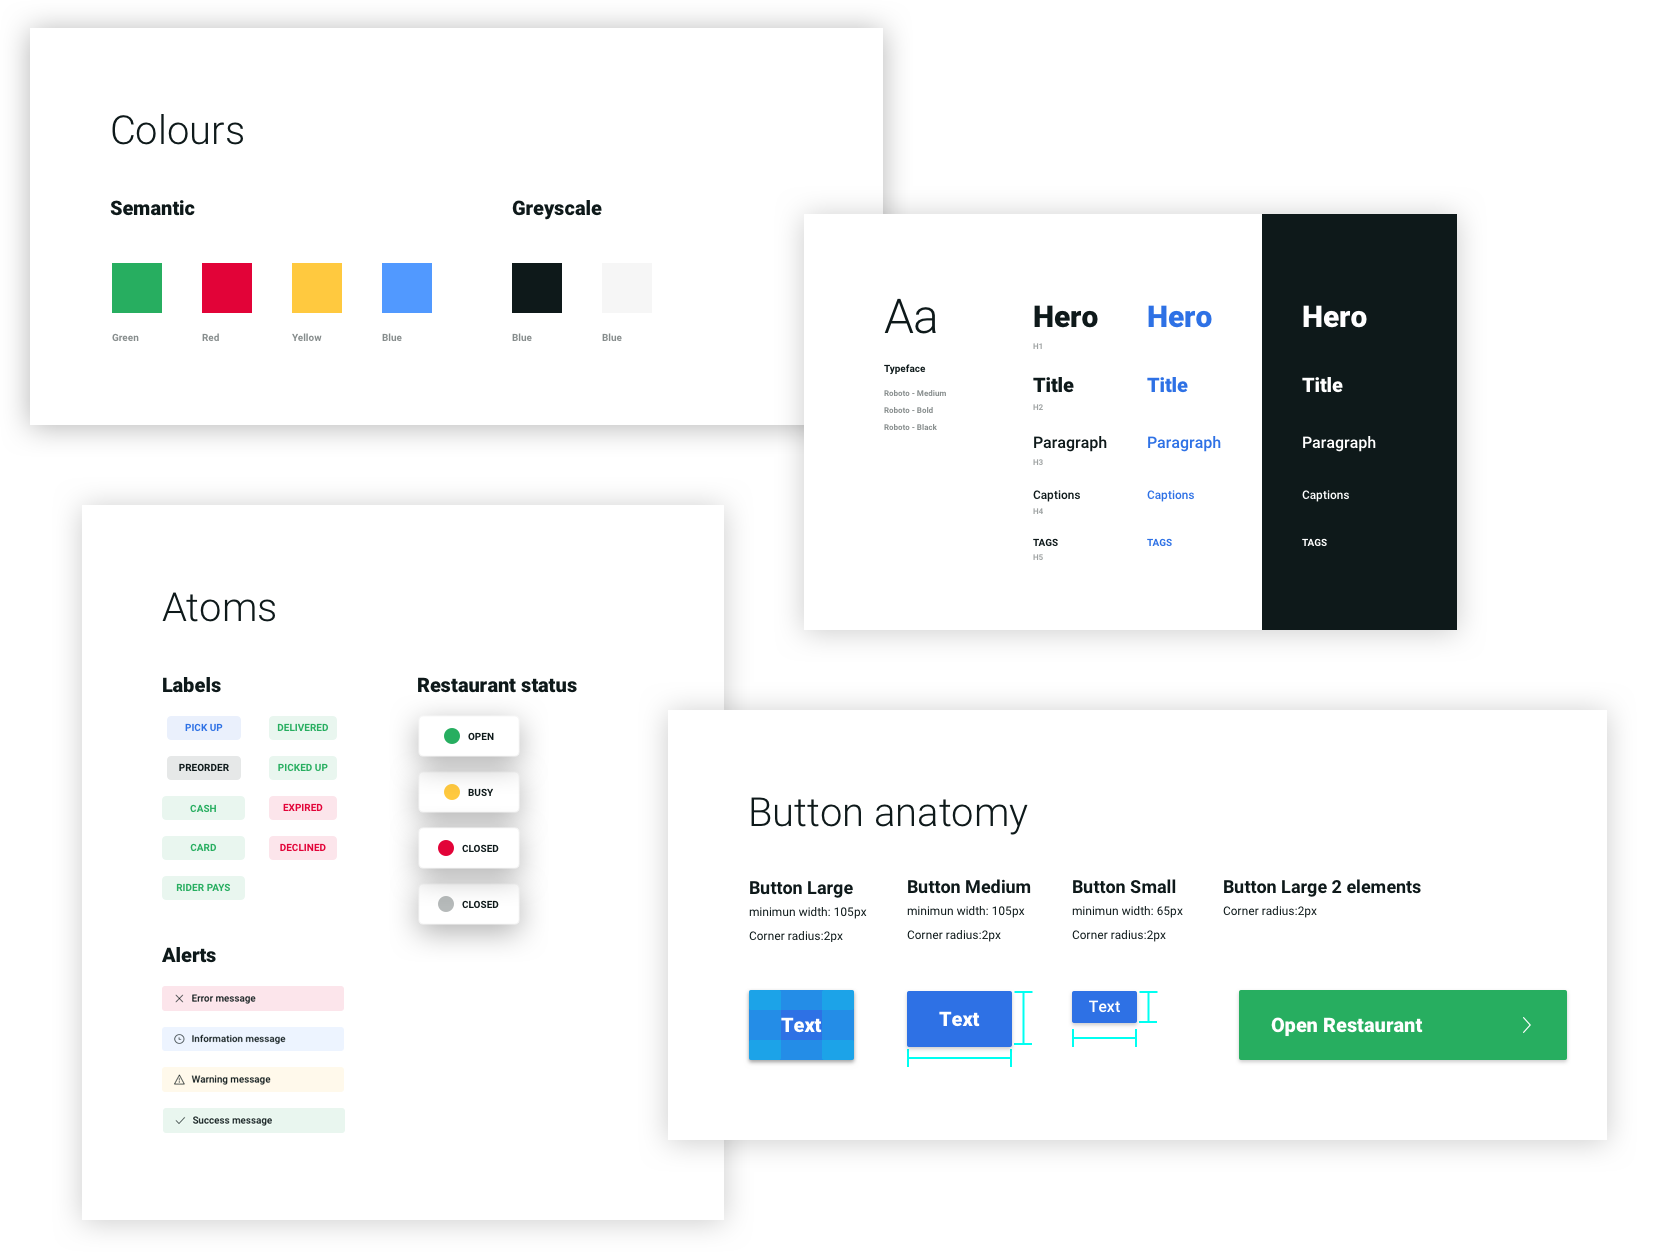 Colours
Semantic
Greyscale
Green
Red
Yellow
Blue
Blue
Blue
Aa
Typeface
Roboto - Medium
Roboto - Bold
Roboto - Black
Hero
H1
Title
H2
Paragraph
H3
Captions
H4
TAGS
H5
Hero
Title
Paragraph
Captions
TAGS
Hero
Title
Paragraph
Captions
TAGS
Atoms
Labels
PICK UP
DELIVERED
PREORDER
PICKED UP
CASH
EXPIRED
CARD
DECLINED
RIDER PAYS
Restaurant status
OPEN
BUSY
CLOSED
CLOSED
Alerts
Error message
Information message
Warning message
Success message
Button anatomy
Button Large
minimun width: 105px
Corner radius:2px
Text
Button Medium
minimun width: 105px
Corner radius:2px
Text
Button Small
minimun width: 65px
Corner radius:2px
Text
Button Large 2 elements
Corner radius:2px
Open Restaurant